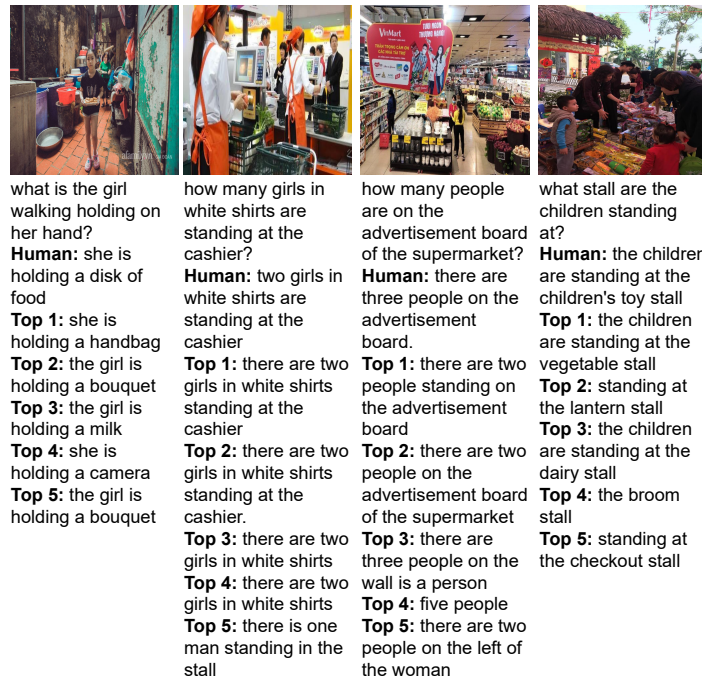 VinMart
TƯƠI NGON
THƯỢNG HẠNG!
what is the girl
walking holding on
her hand?
Human: she is
holding a disk of
food
Top 1: she is
holding a handbag
Top 2: the girl is
holding a bouquet
Top 3: the girl is
holding a milk
Top 4: she is
holding a camera
Top 5: the girl is
holding a bouquet
how many girls in
white shirts are
standing at the
cashier?
Human: two girls in
white shirts are
standing at the
cashier
Top 1: there are two
girls in white shirts
standing at the
cashier
Top 2: there are two
girls in white shirts
standing at the
cashier.
Top 3: there are two
girls in white shirts
Top 4: there are two
girls in white shirts
Top 5: there is one
man standing in the
stall
how many people
are on the
advertisement board
of the supermarket?
Human: there are
three people on the
advertisement
board.
Top 1: there are two
people standing on
the advertisement
board
Top 2: there are two
people on the
advertisement board
of the supermarket
Top 3: there are
three people on the
wall is a person
Top 4: five people
Top 5: there are two
people on the left of
the woman
what stall are the
children standing
at?
Human: the children
are standing at the
children's toy stall
Top 1: the children
are standing at the
vegetable stall
Top 2: standing at
the lantern stall
Top 3: the children
are standing at the
dairy stall
Top 4: the broom
stall
Top 5: standing at
the checkout stall